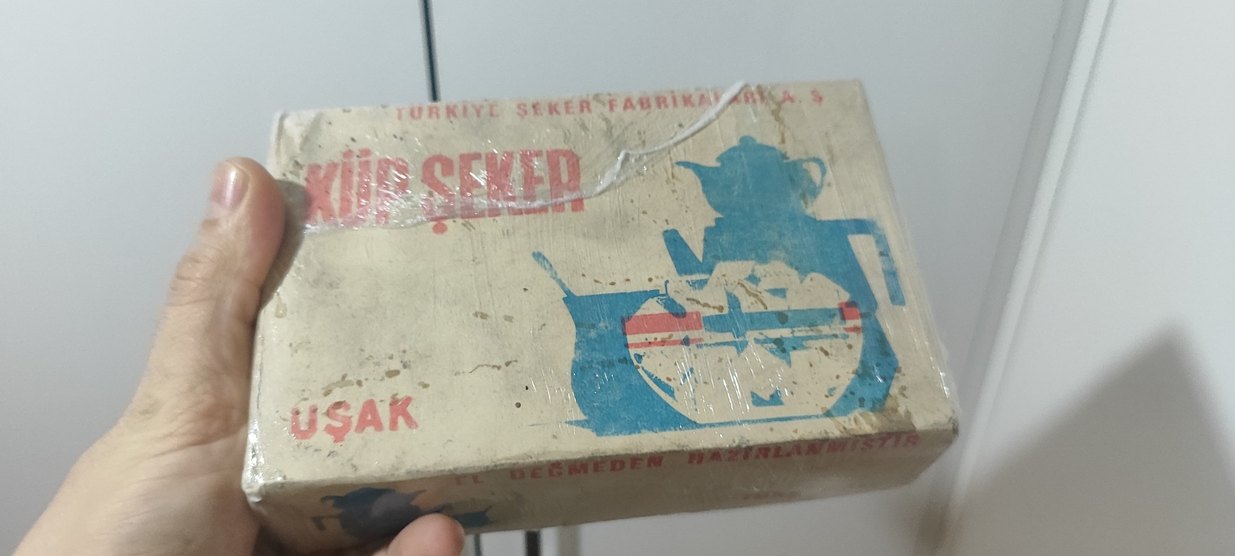 TÜRKİYE ŞEKER FABRİKALARI A.Ş
KÜP ŞEKER
UŞAK
EL DEĞMEDEN HAZIRLANMIŞTIR